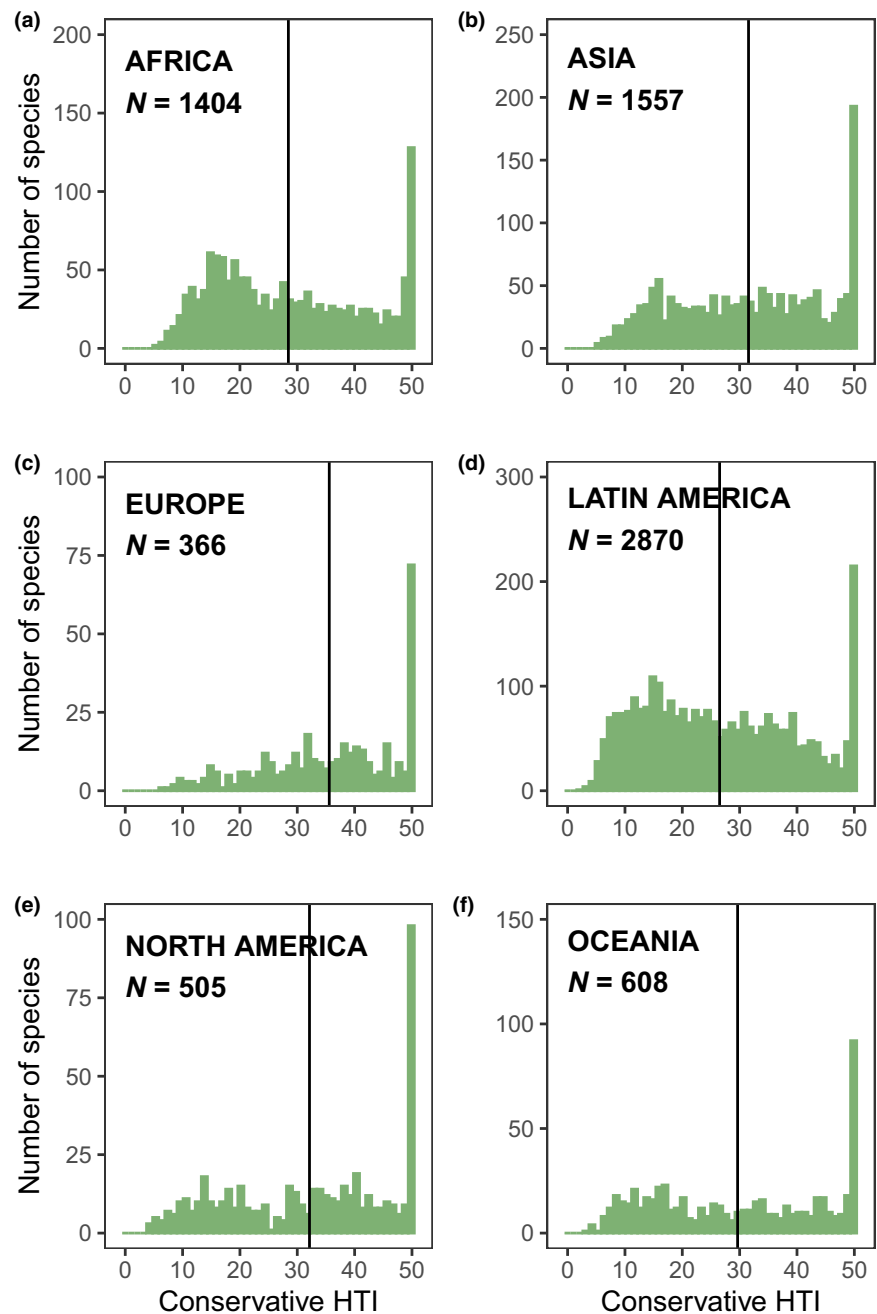 (a)
AFRICA
N = 1404
Number of species
200
150
100
50
0
0 10 20 30 40 50
(b)
ASIA
N = 1557
250
200
150
100
50
0
0 10 20 30 40 50
(c)
EUROPE
N = 366
Number of species
100
75
50
25
0
0 10 20 30 40 50
(d)
LATIN AMERICA
N = 2870
300
200
100
0
0 10 20 30 40 50
(e)
NORTH AMERICA
N = 505
Number of species
100
75
50
25
0
0 10 20 30 40 50
Conservative HTI
(f)
OCEANIA
N = 608
150
100
50
0
0 10 20 30 40 50
Conservative HTI